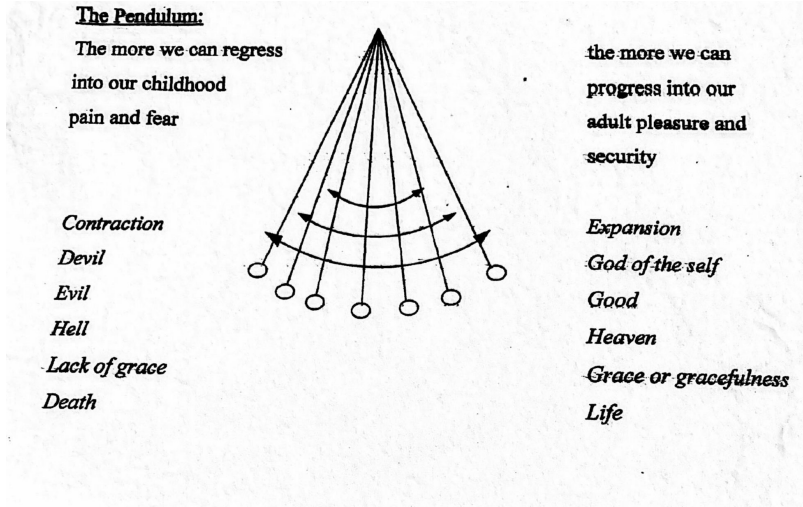 The Pendulum:
The more we can regress
into our childhood
pain and fear
the more we can
progress into our
adult pleasure and
security
Contraction
Devil
Evil
Hell
Lack of grace
Death
Expansion
God of the self
Good
Heaven
Grace or gracefulness
Life